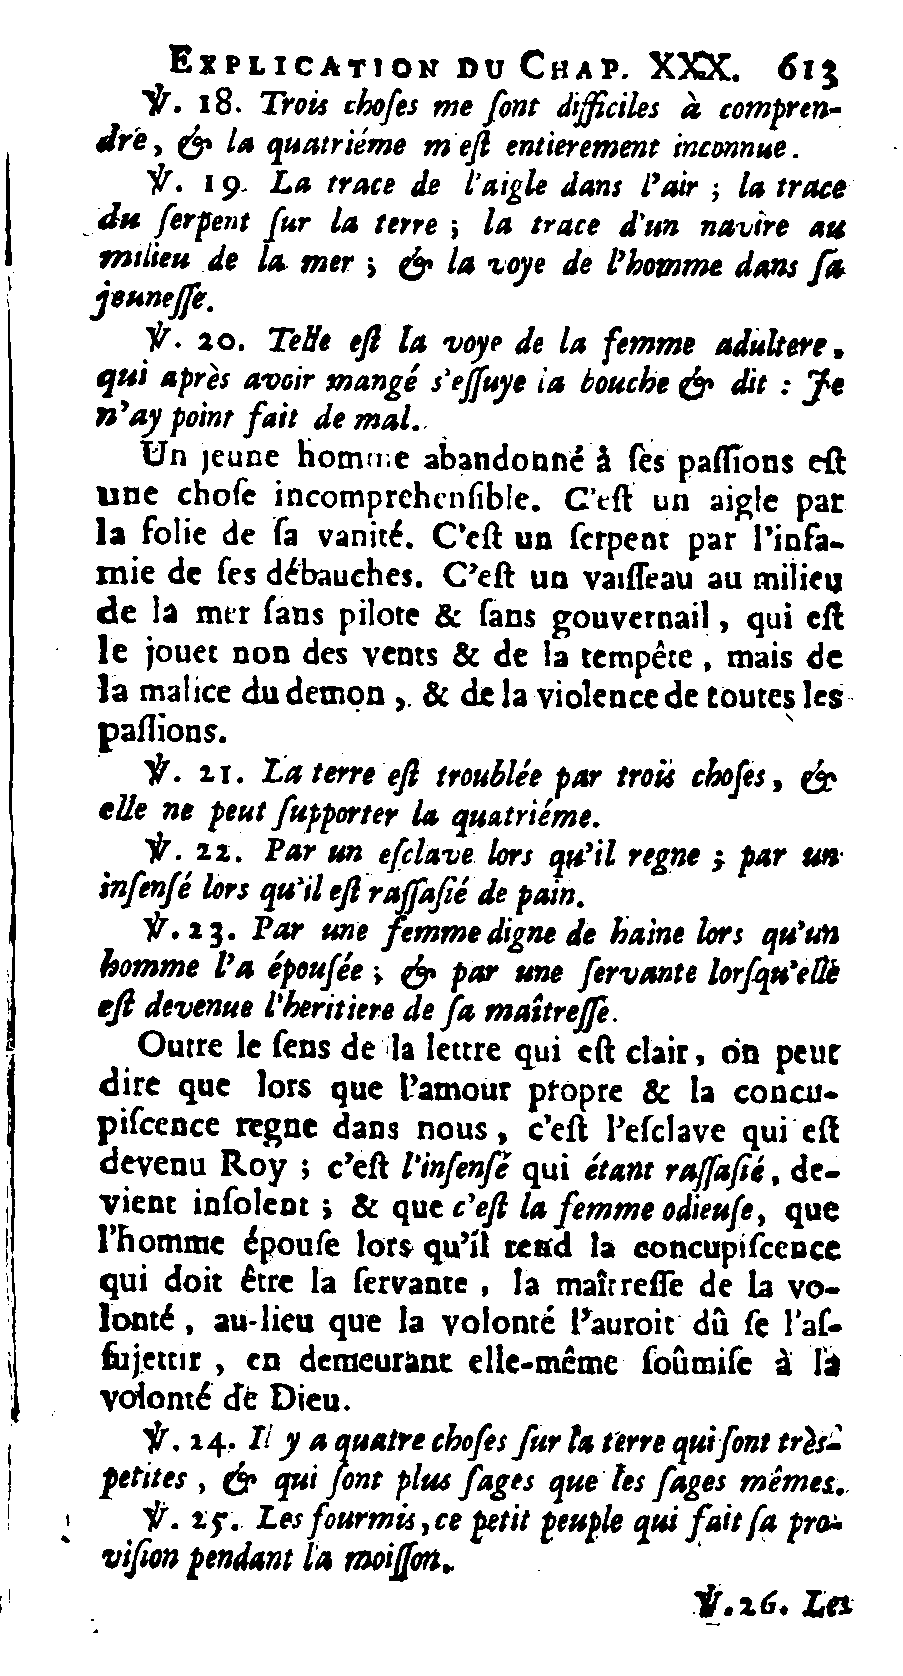 EXPLICATION DU CHAP. XXX. 613
℣. 18. Trois choſes me ſont difficiles à compren-
dre, & la quatriéme m'eſt entierement inconnue.
℣. 19. La trace de l'aigle dans l'air ; la trace
du ſerpent ſur la terre ; la trace d'un navire au
milieu de la mer ; & la voye de l'homme dans ſa
jeuneſſe.
℣. 20. Telle eſt la voye de la femme adultere,
qui après avoir mangé s'eſſuye la bouche & dit : Je
n'ay point fait de mal.
Un jeune homme abandonné à ſes paſſions eſt
une choſe incomprehenſible. C'eſt un aigle par
la folie de ſa vanité. C'eſt un ſerpent par l'infa-
mie de ſes débauches. C'eſt un vaiſſeau au milieu
de la mer ſans pilote & ſans gouvernail, qui eſt
le jouet non des vents & de la tempête, mais de
la malice du demon, & de la violence de toutes les
paſſions.
℣. 21. La terre eſt troublée par trois choſes, &
elle ne peut ſupporter la quatriéme.
℣. 22. Par un eſclave lors qu'il regne ; par un
inſenſé lors qu'il eſt raſſaſié de pain.
℣. 23. Par une femme digne de haine lors qu'un
homme l'a épouſée ; & par une ſervante lorſqu'elle
eſt devenue l'heritiere de ſa maîtreſſe.
Outre le ſens de la lettre qui eſt clair, on peut
dire que lors que l'amour propre & la concu-
piſcence regne dans nous, c'eſt l'eſclave qui eſt
devenu Roy ; c'eſt l'inſenſé qui étant raſſaſié, de-
vient inſolent ; & que c'eſt la femme odieuſe, que
l'homme épouſe lors qu'il rend la concupiſcence
qui doit être la ſervante, la maîtreſſe de la vo-
lonté, au-lieu que la volonté l'auroit dû ſe l'aſ-
ſujettir, en demeurant elle-même ſoûmiſe à la
volonté de Dieu.
℣. 24. Il y a quatre choſes ſur la terre qui ſont très-
petites, & qui ſont plus ſages que les ſages mêmes.
℣. 25. Les fourmis, ce petit peuple qui fait ſa pro-
viſion pendant la moiſſon.
℣. 26. Les